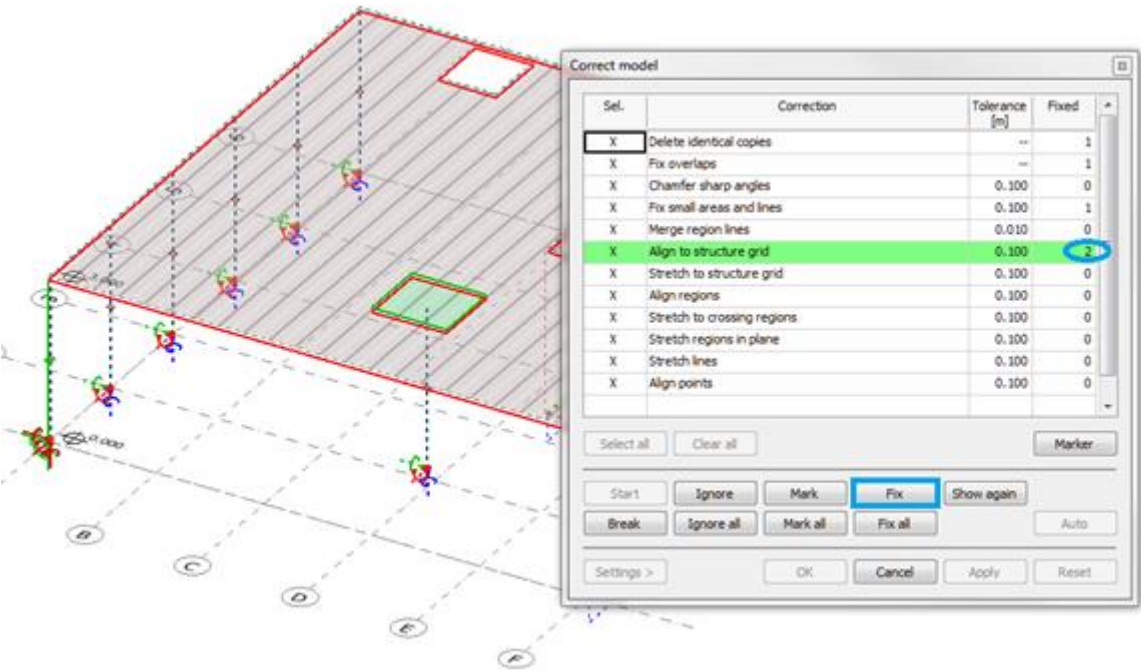 Correct model
Sel. Correction Tolerance [m] Fixed
X Delete identical copies -- 1
X Fix overlaps -- 1
X Chamfer sharp angles 0.100 0
X Fix small areas and lines 0.100 1
X Merge region lines 0.010 0
X Align to structure grid 0.100 2
X Stretch to structure grid 0.100 0
X Align regions 0.100 0
X Stretch to crossing regions 0.100 0
X Stretch regions in plane 0.100 0
X Stretch lines 0.100 0
X Align points 0.100 0
Select all Clear all Marker
Start Ignore Mark Fix Show again
Break Ignore all Mark all Fix all Auto
Settings > OK Cancel Apply Reset
3.000
0.000
B
C
D
E
F